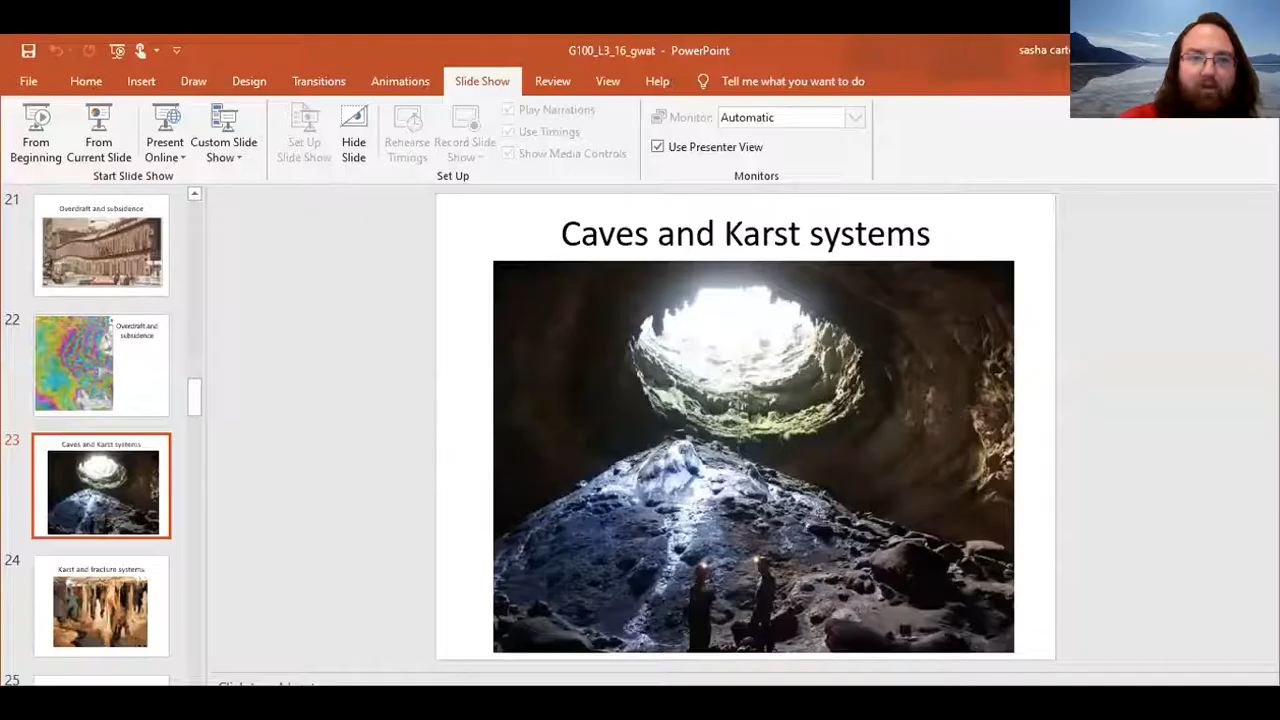 G100_L3_16_gwat - PowerPoint
sasha cart
File Home Insert Draw Design Transitions Animations Slide Show Review View Help Tell me what you want to do
From Beginning
From Current Slide
Present Online
Custom Slide Show
Set Up Slide Show
Hide Slide
Rehearse Timings
Record Slide Show
Play Narrations
Use Timings
Show Media Controls
Monitor: Automatic
Use Presenter View
Start Slide Show
Set Up
Monitors
21
Overdraft and subsidence
22
Overdraft and
subsidence
23
Caves and Karst systems
24
Karst and fracture systems
25
Caves and Karst systems